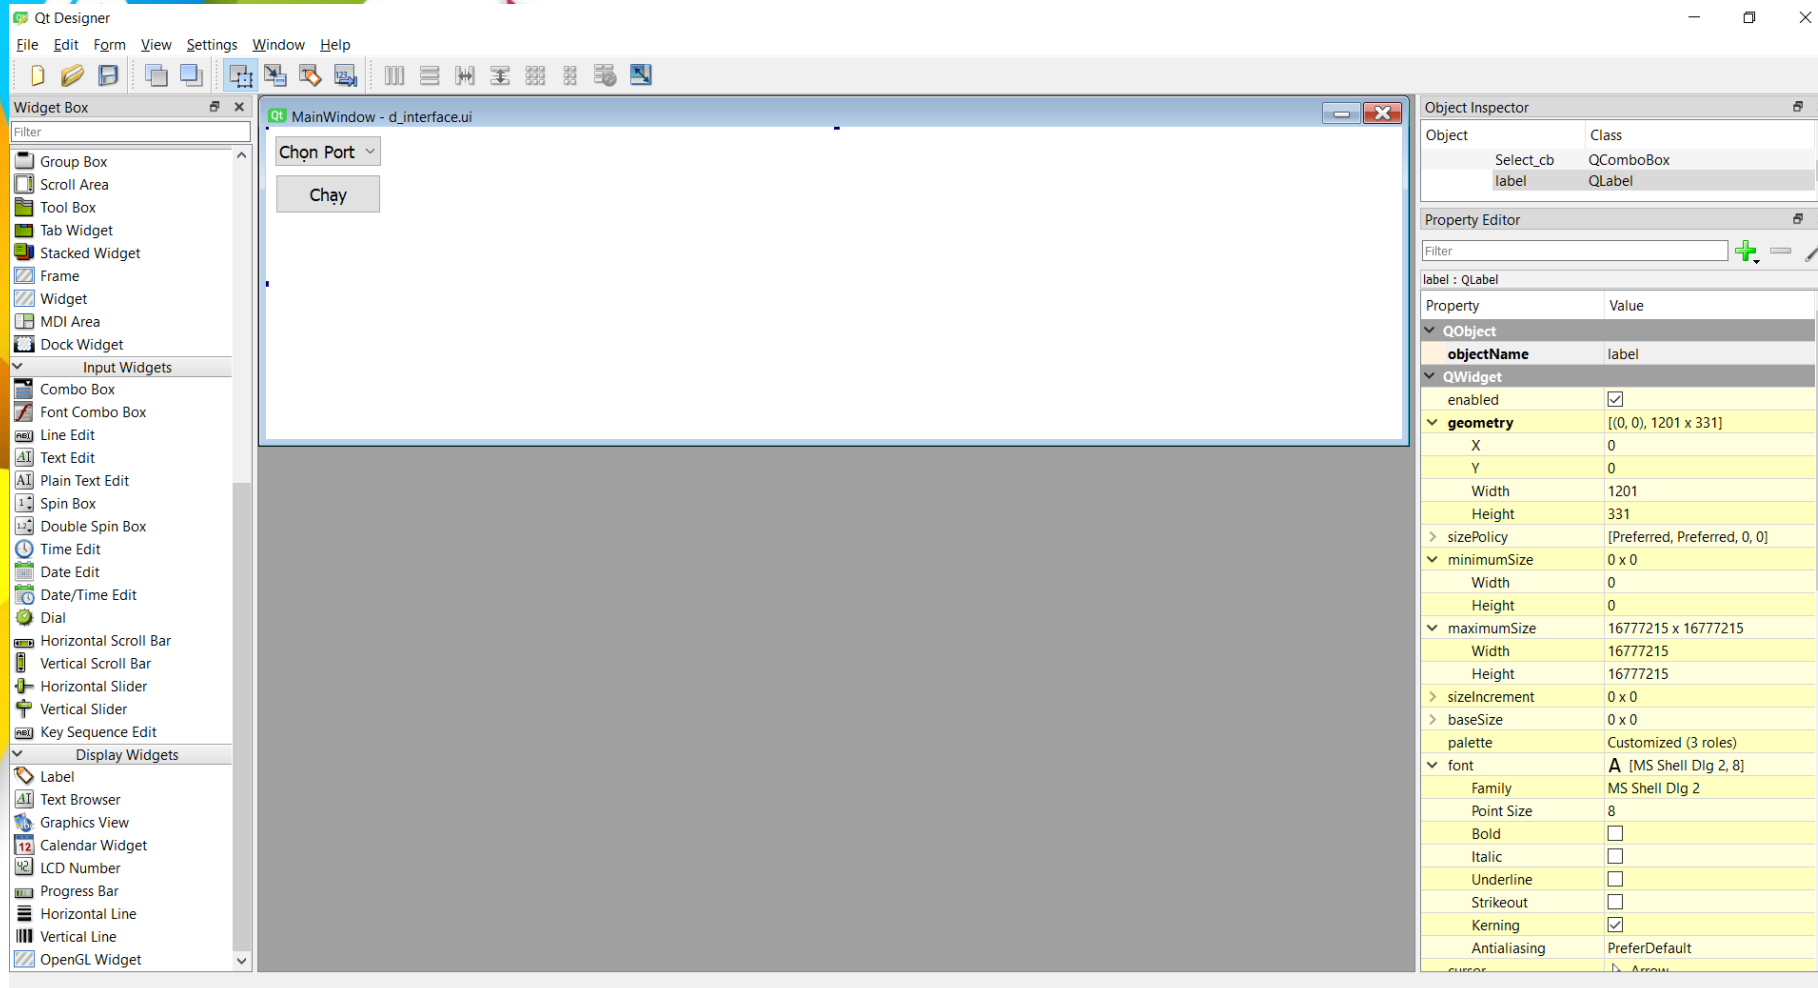 Qt Designer
File Edit Form View Settings Window Help
Widget Box
Filter
Group Box
Scroll Area
Tool Box
Tab Widget
Stacked Widget
Frame
Widget
MDI Area
Dock Widget
Input Widgets
Combo Box
Font Combo Box
Line Edit
Text Edit
Plain Text Edit
Spin Box
Double Spin Box
Time Edit
Date Edit
Date/Time Edit
Dial
Horizontal Scroll Bar
Vertical Scroll Bar
Horizontal Slider
Vertical Slider
Key Sequence Edit
Display Widgets
Label
Text Browser
Graphics View
Calendar Widget
LCD Number
Progress Bar
Horizontal Line
Vertical Line
OpenGL Widget
MainWindow - d_interface.ui
Chọn Port
Chạy
Object Inspector
Object Class
Select_cb QComboBox
label QLabel
Property Editor
Filter
label : QLabel
Property Value
QObject
objectName label
QWidget
enabled
geometry [(0, 0), 1201 x 331]
X 0
Y 0
Width 1201
Height 331
sizePolicy [Preferred, Preferred, 0, 0]
minimumSize 0 x 0
Width 0
Height 0
maximumSize 16777215 x 16777215
Width 16777215
Height 16777215
sizeIncrement 0 x 0
baseSize 0 x 0
palette Customized (3 roles)
font A [MS Shell Dlg 2, 8]
Family MS Shell Dlg 2
Point Size 8
Bold
Italic
Underline
Strikeout
Kerning
Antialiasing PreferDefault
cursor Arrow